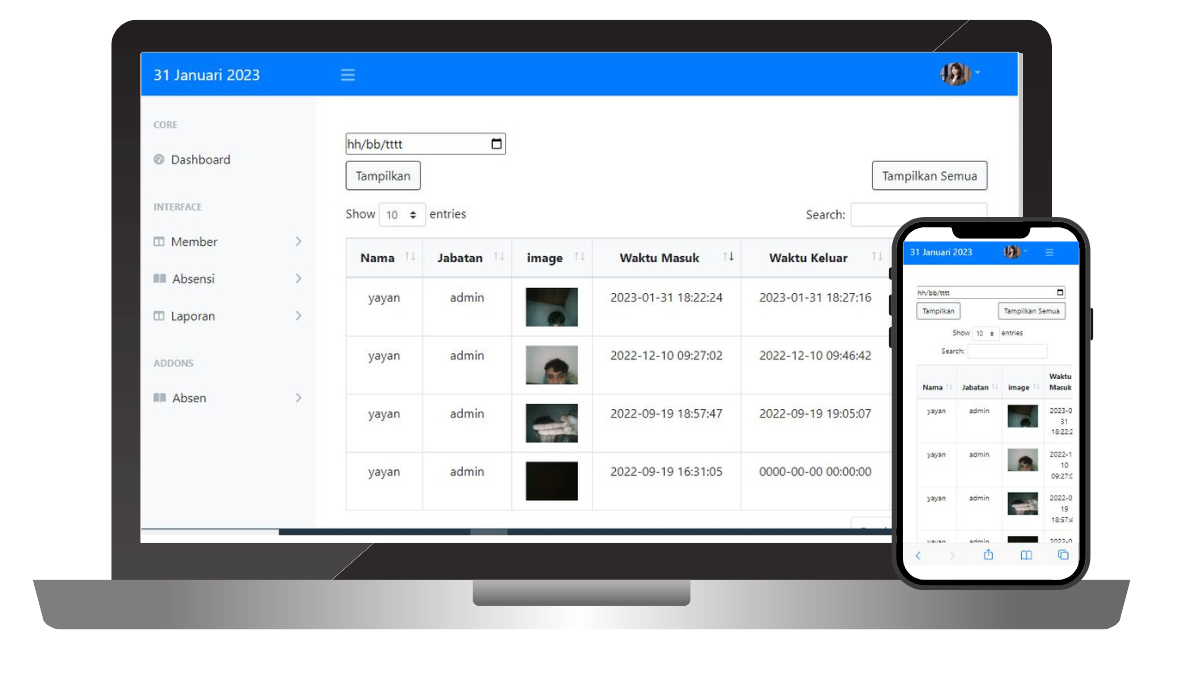 31 Januari 2023
CORE
Dashboard
INTERFACE
Member
Absensi
Laporan
ADDONS
Absen
hh/bb/tttt
Tampilkan
Tampilkan Semua
Show 10 entries
Search:
Nama Jabatan image Waktu Masuk Waktu Keluar
yayan admin 2023-01-31 18:22:24 2023-01-31 18:27:16
yayan admin 2022-12-10 09:27:02 2022-12-10 09:46:42
yayan admin 2022-09-19 18:57:47 2022-09-19 19:05:07
yayan admin 2022-09-19 16:31:05 0000-00-00 00:00:00
31 Januari 2023
hh/bb/tttt
Tampilkan Tampilkan Semua
Show 10 entries
Search:
Waktu
Nama Jabatan image Masuk
yayan admin 2023-0
31
18:22:2
yayan admin 2022-1
10
09:27:0
yayan admin 2022-0
19
18:57:4
yayan admin 2022-0